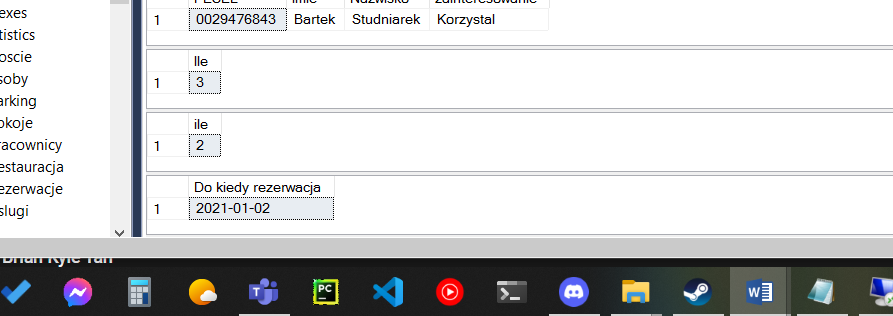 exes
tistics
PESEL Imie Nazwisko zainteresowanie
1 0029476843 Bartek Studniarek Korzystal
oscie
soby
arking
okoje
racownicy
estauracja
ezerwacje
slugi
Ile
1 3
ile
1 2
Do kiedy rezerwacja
1 2021-01-02
Brian Kyle Tan
PC